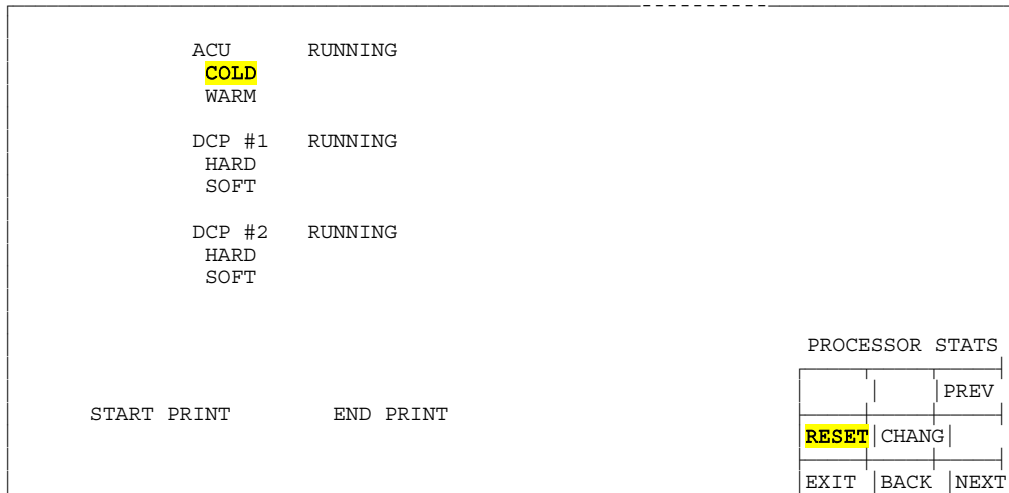 ACU RUNNING
COLD
WARM
DCP #1 RUNNING
HARD
SOFT
DCP #2 RUNNING
HARD
SOFT
PROCESSOR STATS
PREV
START PRINT END PRINT
RESET CHANG
EXIT BACK NEXT